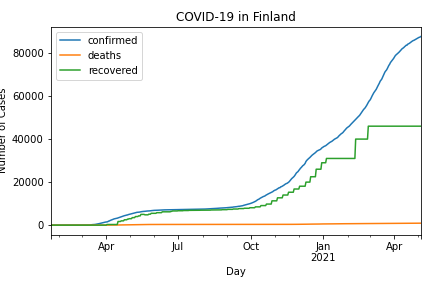 COVID-19 in Finland
confirmed
deaths
recovered
80000
60000
40000
20000
0
Number of Cases
Apr
Jul
Oct
Jan
2021
Apr
Day